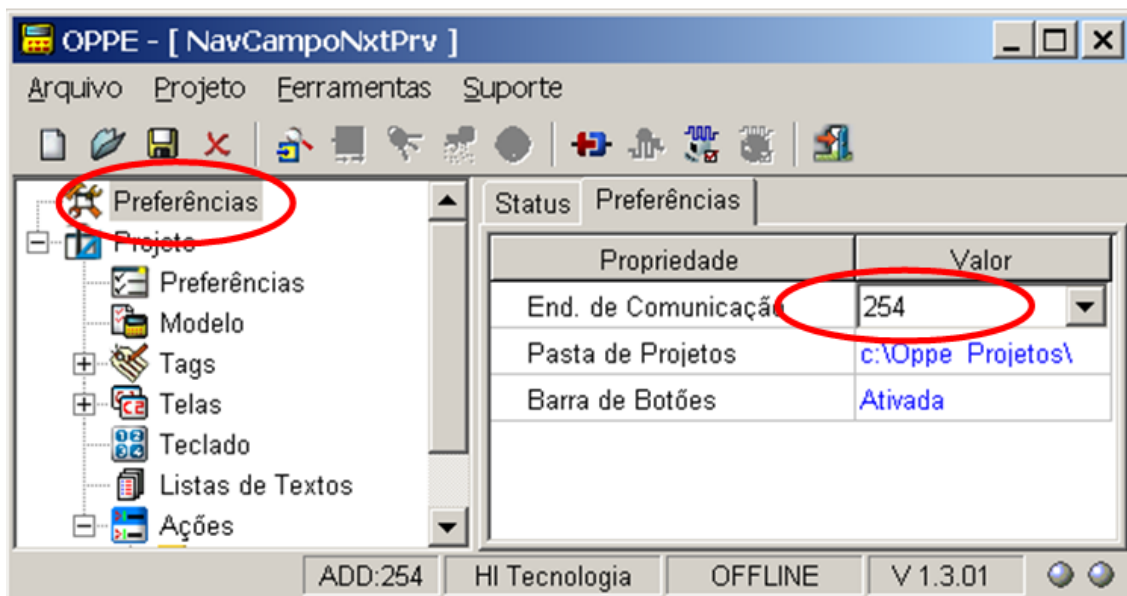 OPPE - [ NavCampoNxtPrv ]
Arquivo Projeto Ferramentas Suporte
Preferências
Projeto
Preferências
Modelo
Tags
Telas
Teclado
Listas de Textos
Ações
Status Preferências
Propriedade Valor
End. de Comunicação 254
Pasta de Projetos c:\Oppe Projetos\
Barra de Botões Ativada
ADD:254 HI Tecnologia OFFLINE V 1.3.01